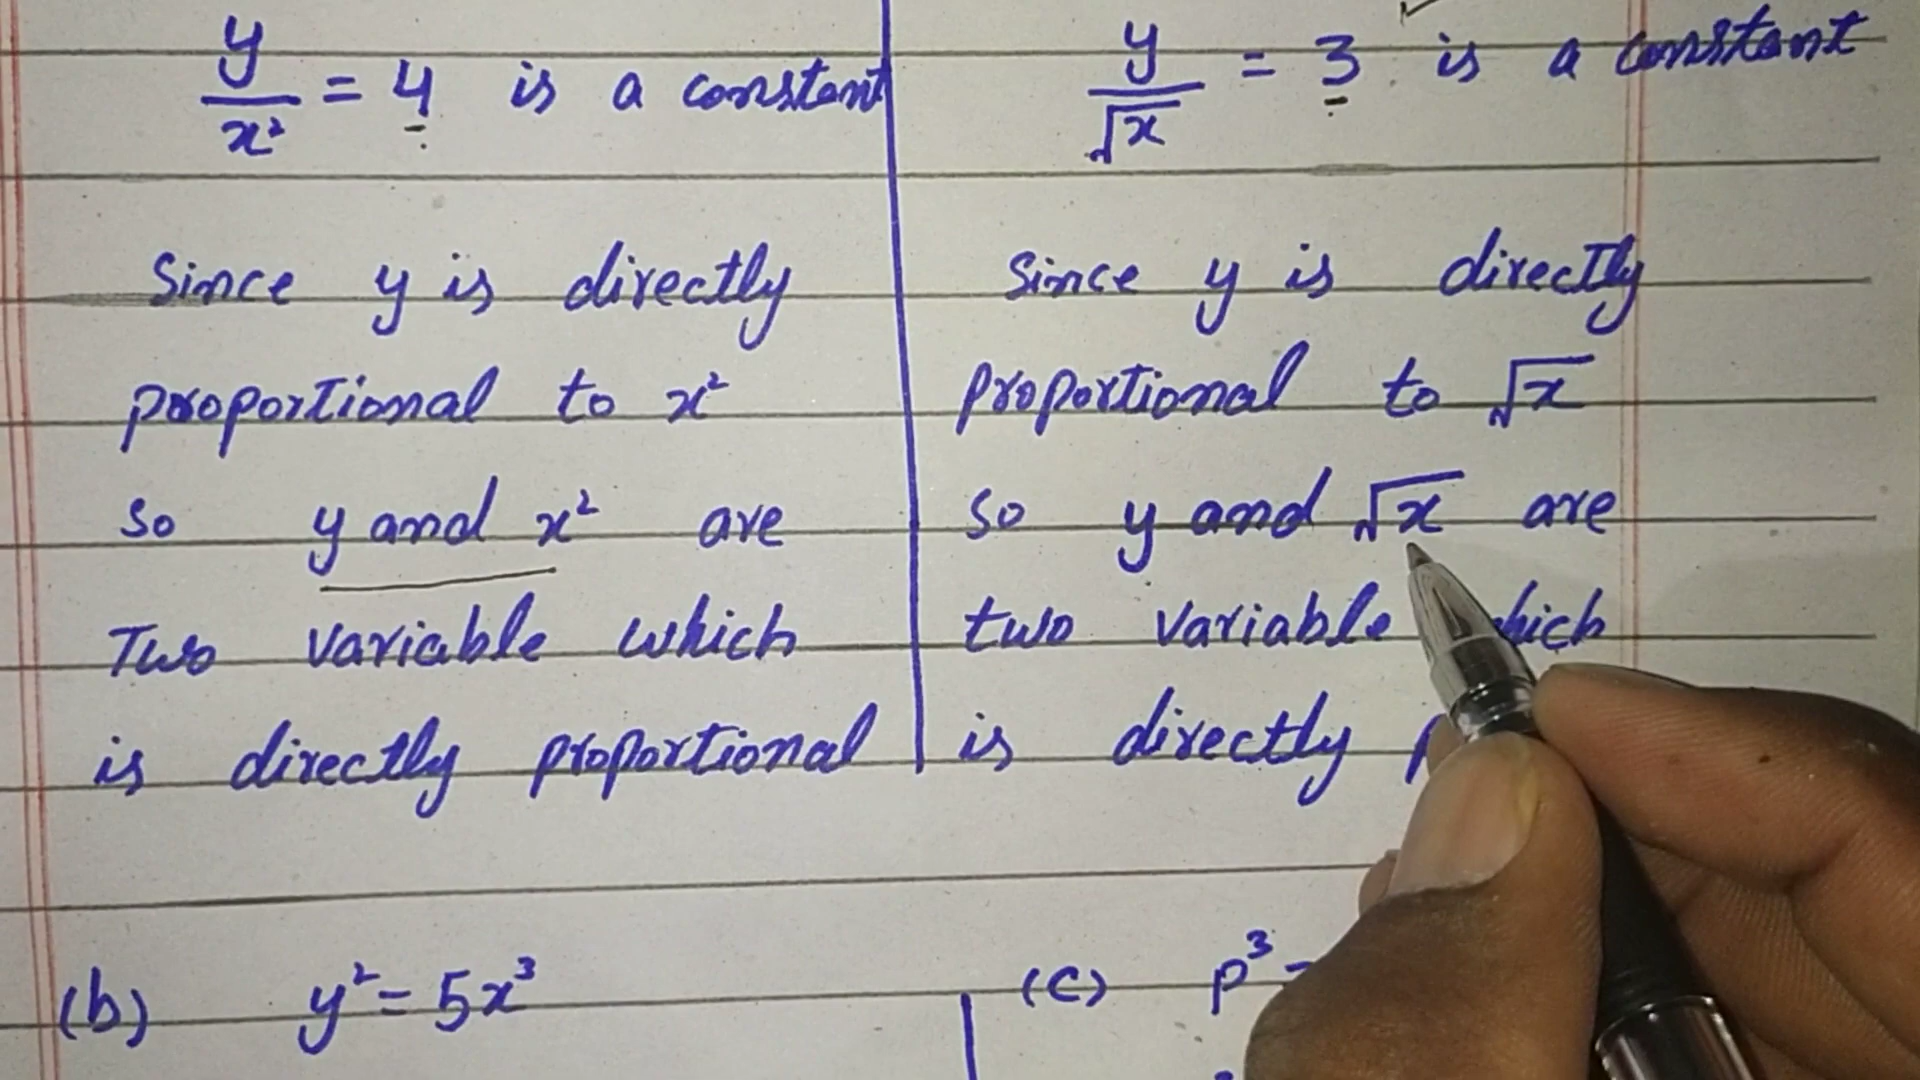 y/x² = 4 is a constant
Since y is directly
proportional to x²
so y and x² are
Two variable which
is directly proportional
y/√x = 3 is a constant
Since y is directly
proportional to √x
so y and √x are
two variable which
is directly
(b) y² = 5x³
(c) p³ =